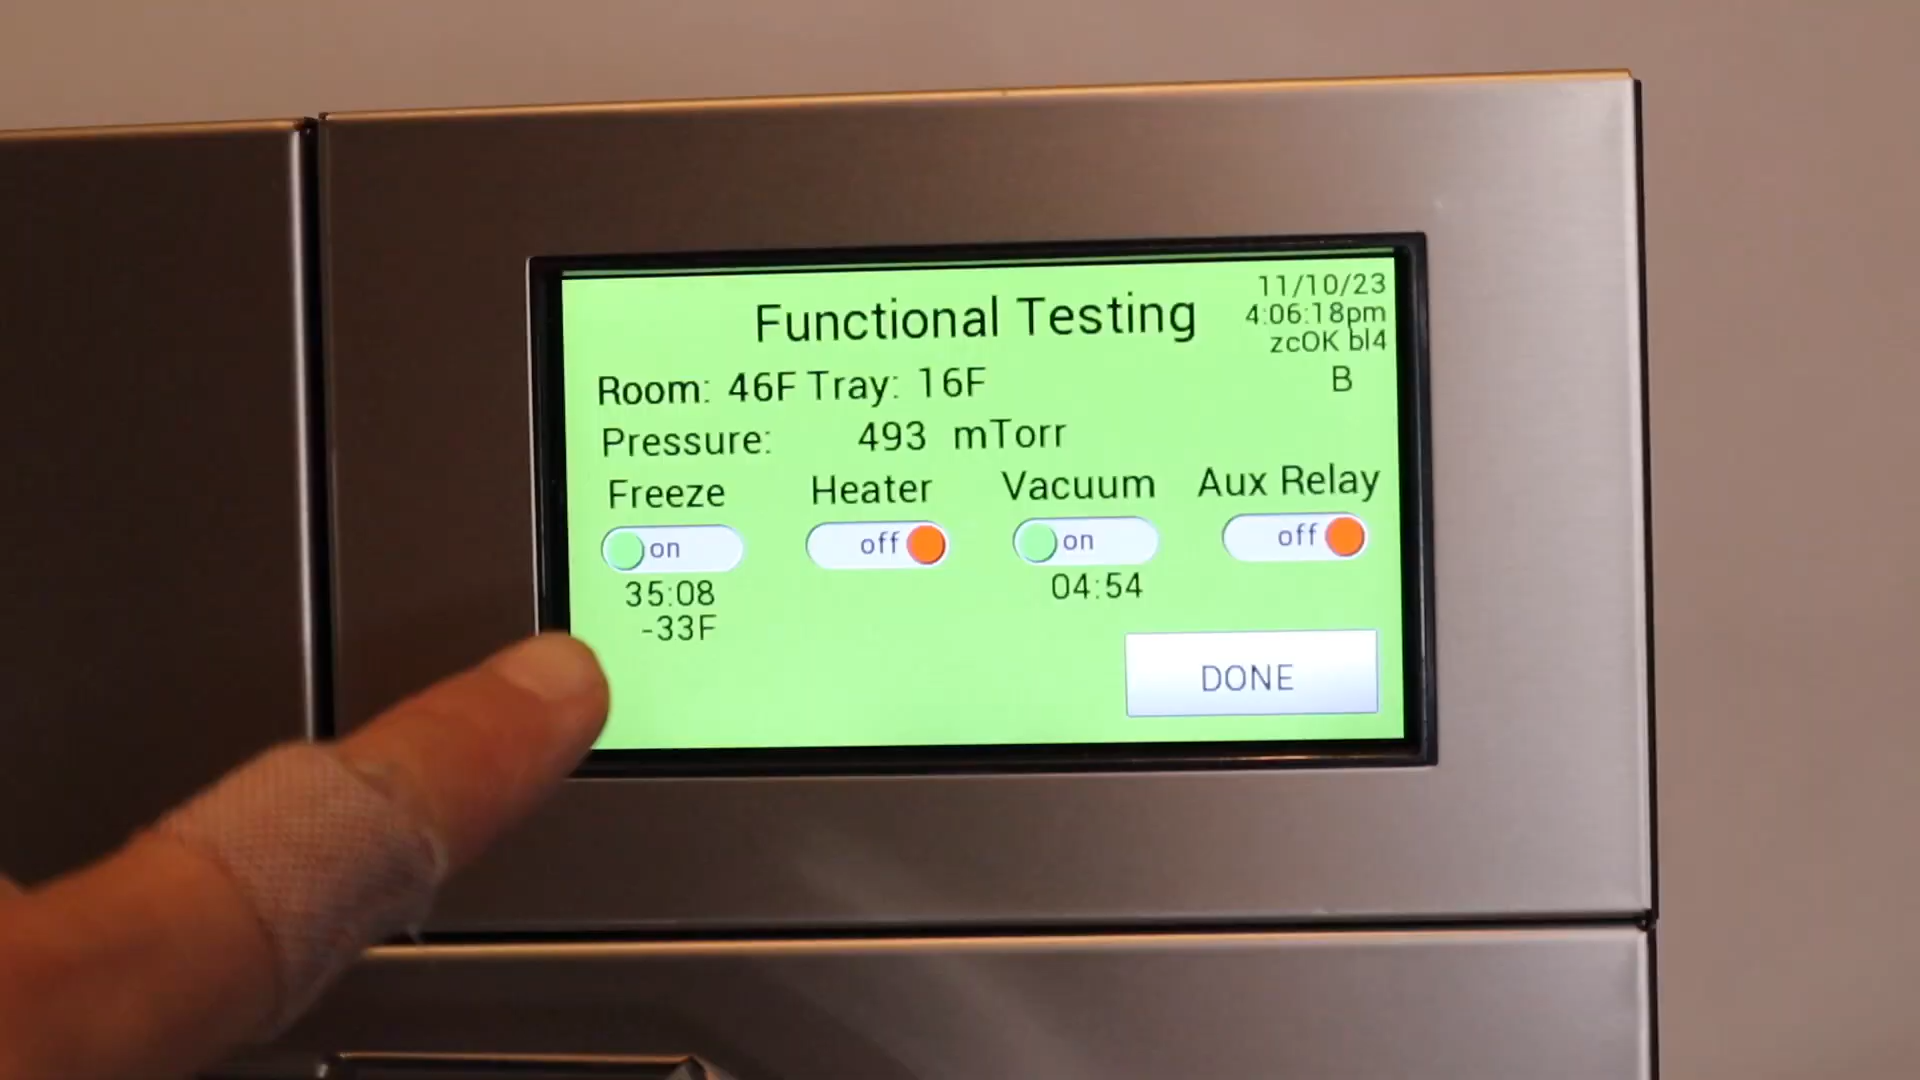 Functional Testing
11/10/23
4:06:18pm
zcOK bl4
B
Room: 46F Tray: 16F
Pressure: 493 mTorr
Freeze Heater Vacuum Aux Relay
on off on off
35:08 04:54
-33F
DONE